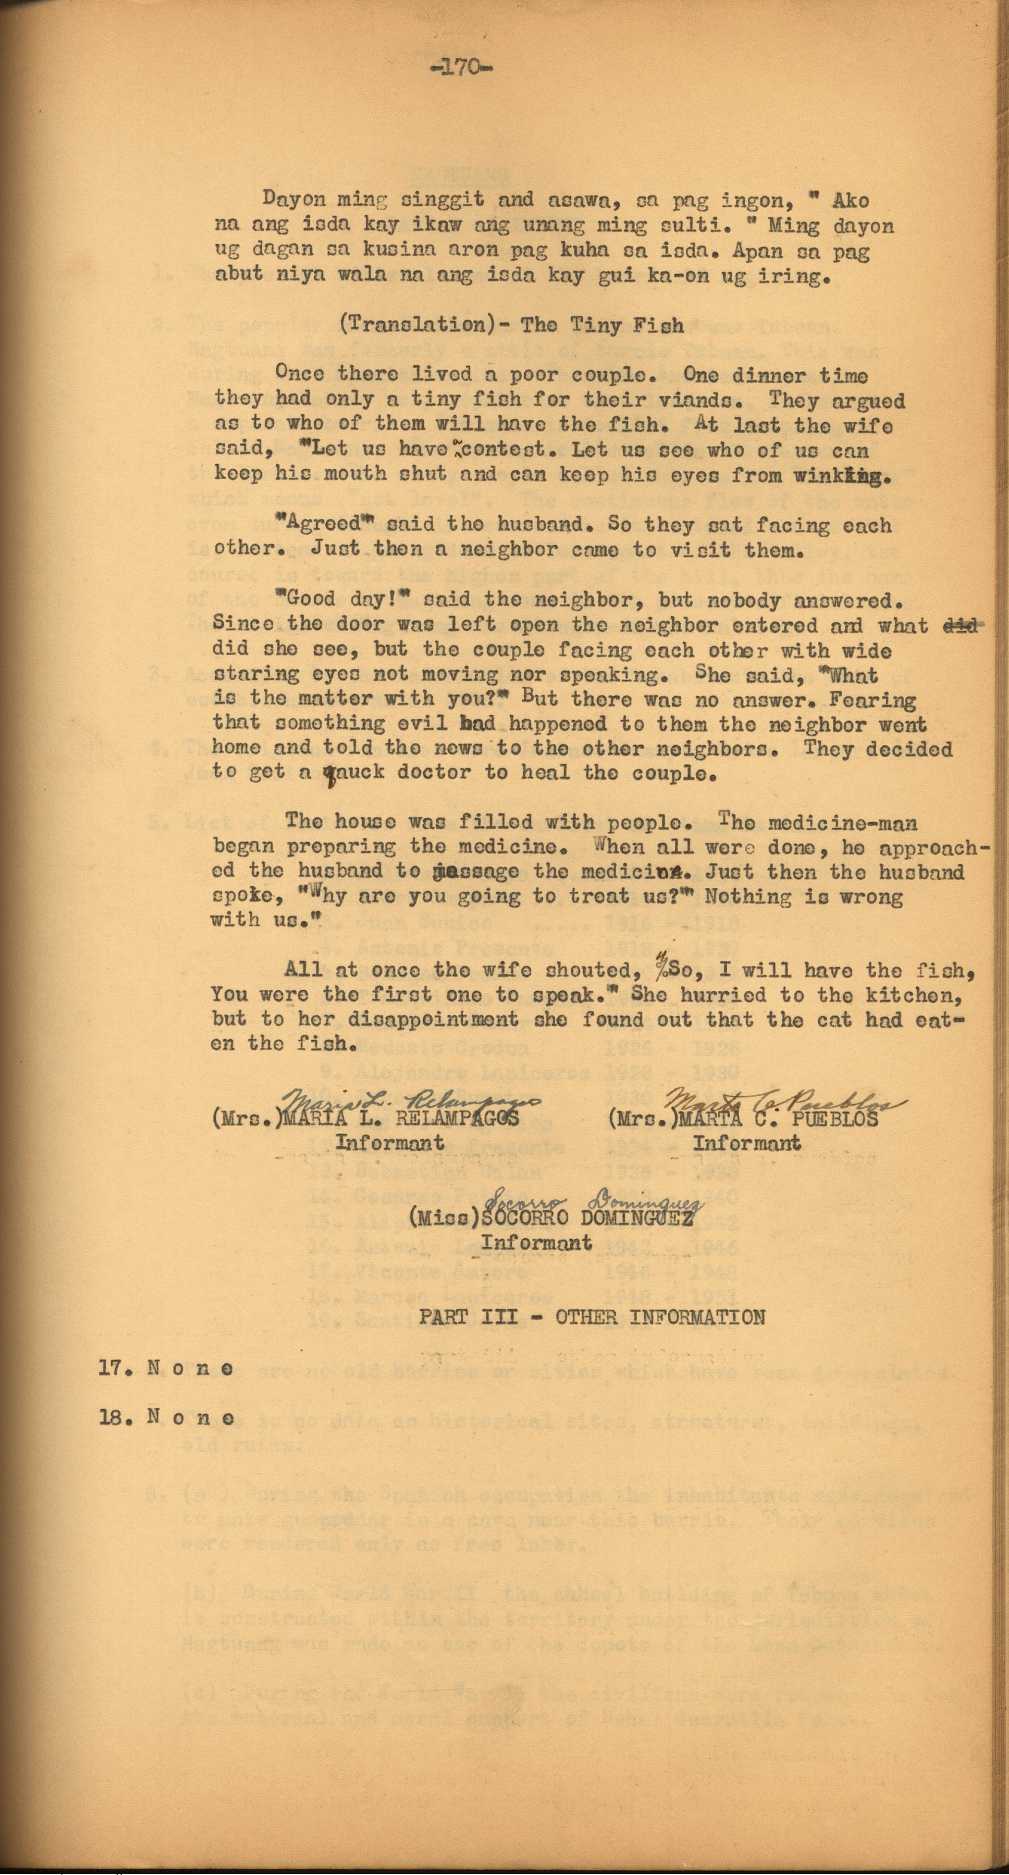 -170-
Dayon ming singgit and asawa, sa pag ingon, " Ako
na ang isda kay ikaw ang unang ming sulti. " Ming dayon
ug dagan sa kusina aron pag kuha sa isda. Apan sa pag
abut niya wala na ang isda kay gui ka-on ug iring.
(Translation)- The Tiny Fish
Once there lived a poor couple. One dinner time
they had only a tiny fish for their viands. They argued
as to who of them will have the fish. At last the wife
said, "Let us have contest. Let us see who of us can
keep his mouth shut and can keep his eyes from winking.
"Agreed" said the husband. So they sat facing each
other. Just then a neighbor came to visit them.
"Good day!" said the neighbor, but nobody answered.
Since the door was left open the neighbor entered and what did
did she see, but the couple facing each other with wide
staring eyes not moving nor speaking. She said, "What
is the matter with you?" But there was no answer. Fearing
that something evil had happened to them the neighbor went
home and told the news to the other neighbors. They decided
to get a qauck doctor to heal the couple.
The house was filled with people. The medicine-man
began preparing the medicine. When all were done, he approach-
ed the husband to massage the medicine. Just then the husband
spoke, "Why are you going to treat us?" Nothing is wrong
with us."
All at once the wife shouted, "So, I will have the fish,
You were the first one to speak." She hurried to the kitchen,
but to her disappointment she found out that the cat had eat-
en the fish.
Maria L. Relampagos Marta C. Pueblos
(Mrs.)MARIA L. RELAMPAGOS (Mrs.)MARTA C. PUEBLOS
Informant Informant
Socorro Dominguez
(Miss)SOCORRO DOMINGUEZ
Informant
PART III - OTHER INFORMATION
17. N o n e
18. N o n e